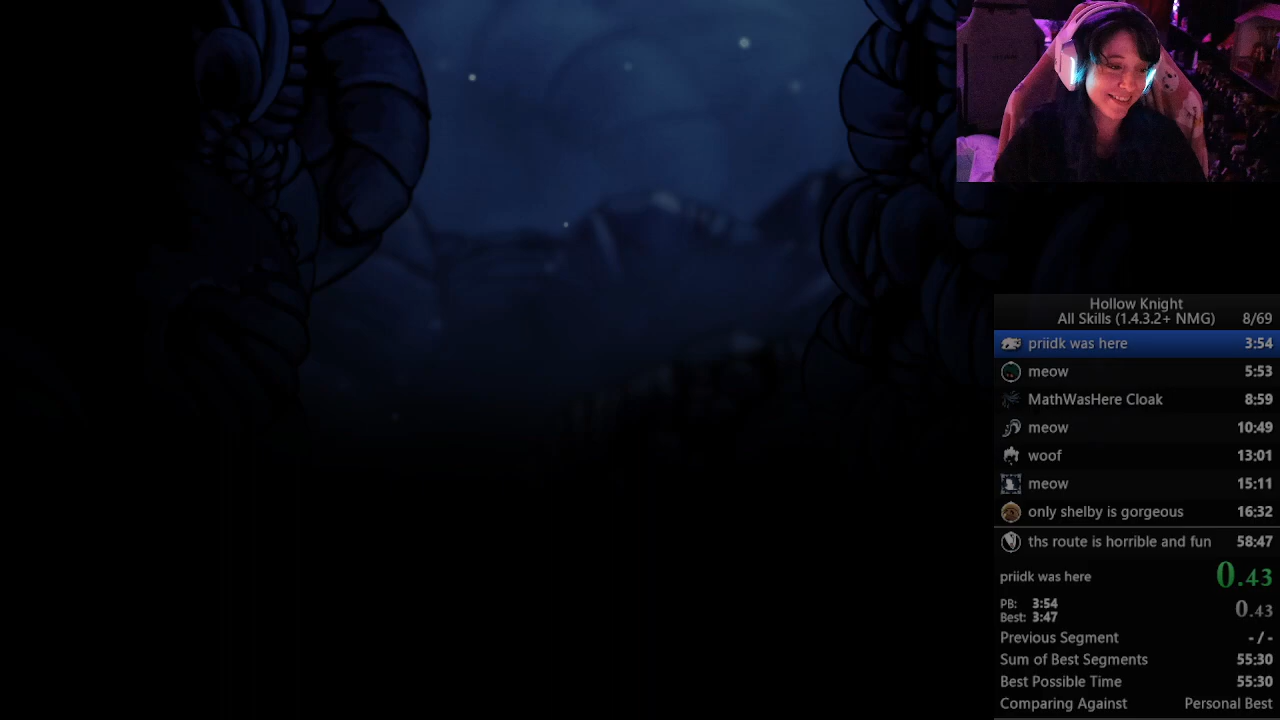 Hollow Knight
All Skills (1.4.3.2+ NMG) 8/69
priidk was here 3:54
meow 5:53
MathWasHere Cloak 8:59
meow 10:49
woof 13:01
meow 15:11
only shelby is gorgeous 16:32
ths route is horrible and fun 58:47
priidk was here 0.43
PB: 3:54 0.43
Best: 3:47
Previous Segment - / -
Sum of Best Segments 55:30
Best Possible Time 55:30
Comparing Against Personal Best